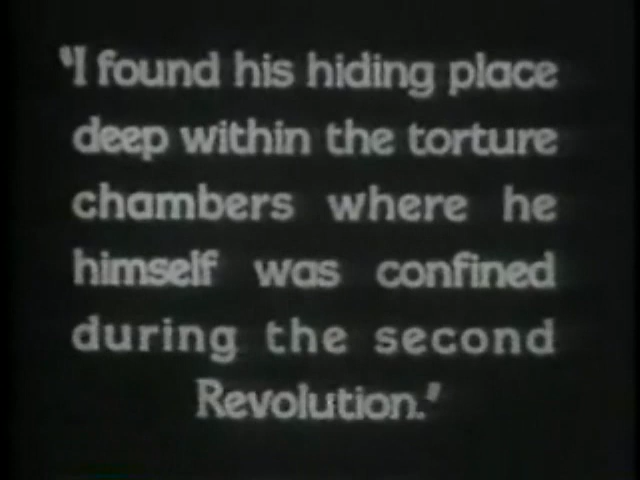 "I found his hiding place
deep within the torture
chambers where he
himself was confined
during the second
Revolution."